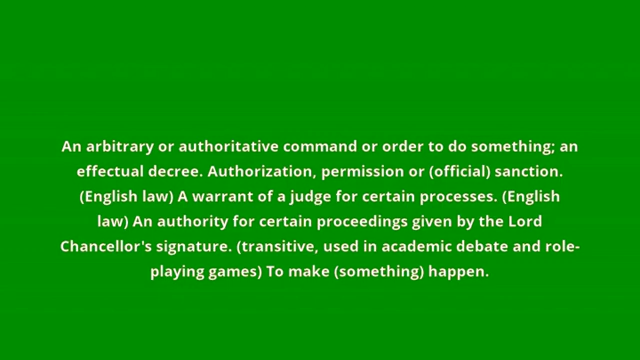 An arbitrary or authoritative command or order to do something; an
effectual decree. Authorization, permission or (official) sanction.
(English law) A warrant of a judge for certain processes. (English
law) An authority for certain proceedings given by the Lord
Chancellor's signature. (transitive, used in academic debate and role-
playing games) To make (something) happen.